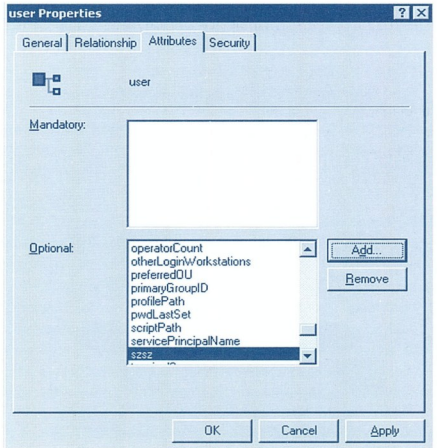 user Properties
General
Relationship
Attributes
Security
user
Mandatory:
Optional:
operatorCount
otherLoginWorkstations
preferredOU
primaryGroupID
profilePath
pwdLastSet
scriptPath
servicePrincipalName
szsz
Add...
Remove
OK
Cancel
Apply